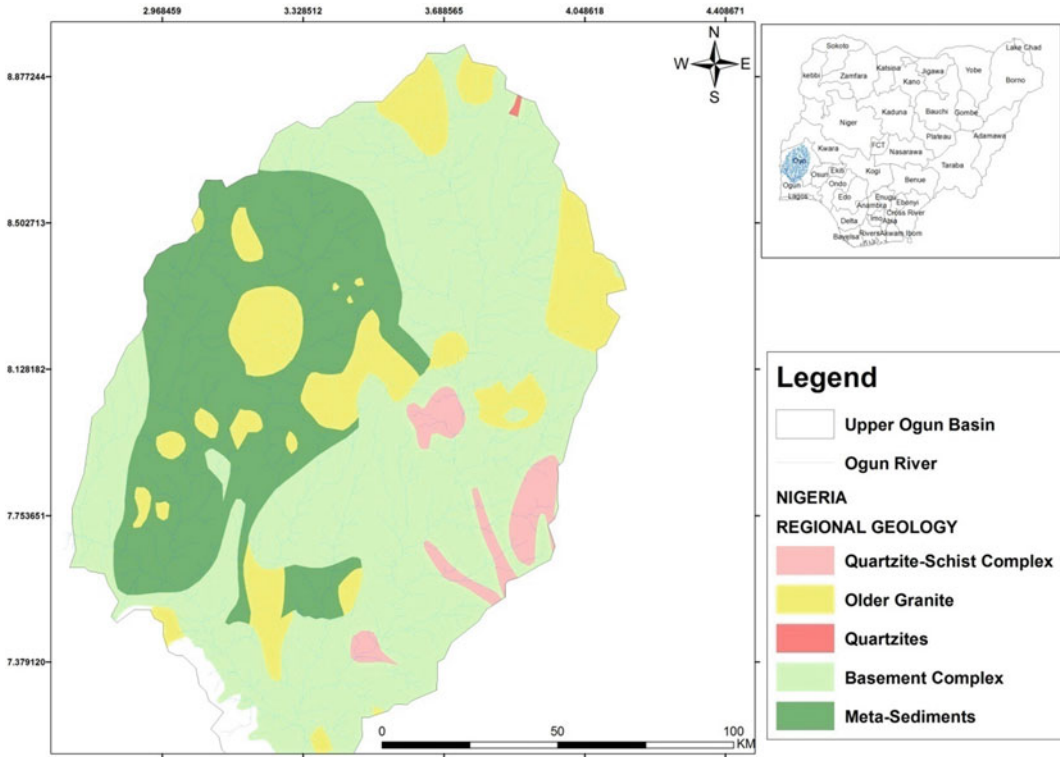 2.968459 3.328512 3.688565 4.048618 4.408671
8.877244
8.502713
8.128182
7.753651
7.379120
N
W E
S
0 50 100
KM
Sokoto
Lake Chad
kebbi
Zamfara
Katsina
Kano
Jigawa
Yobe
Borno
Niger
Kaduna
Bauchi
Gombe
Adamawa
Plateau
Kwara
FCT
Nasarawa
Taraba
Oyo
Osun
Ekiti
Kogi
Benue
Ogun
Ondo
Lagos
Edo
Enugu
Anambra
Ebonyi
Cross River
Delta
Imo
Abia
Bayelsa
Rivers
Akwam Ibom
Legend
Upper Ogun Basin
Ogun River
NIGERIA
REGIONAL GEOLOGY
Quartzite-Schist Complex
Older Granite
Quartzites
Basement Complex
Meta-Sediments